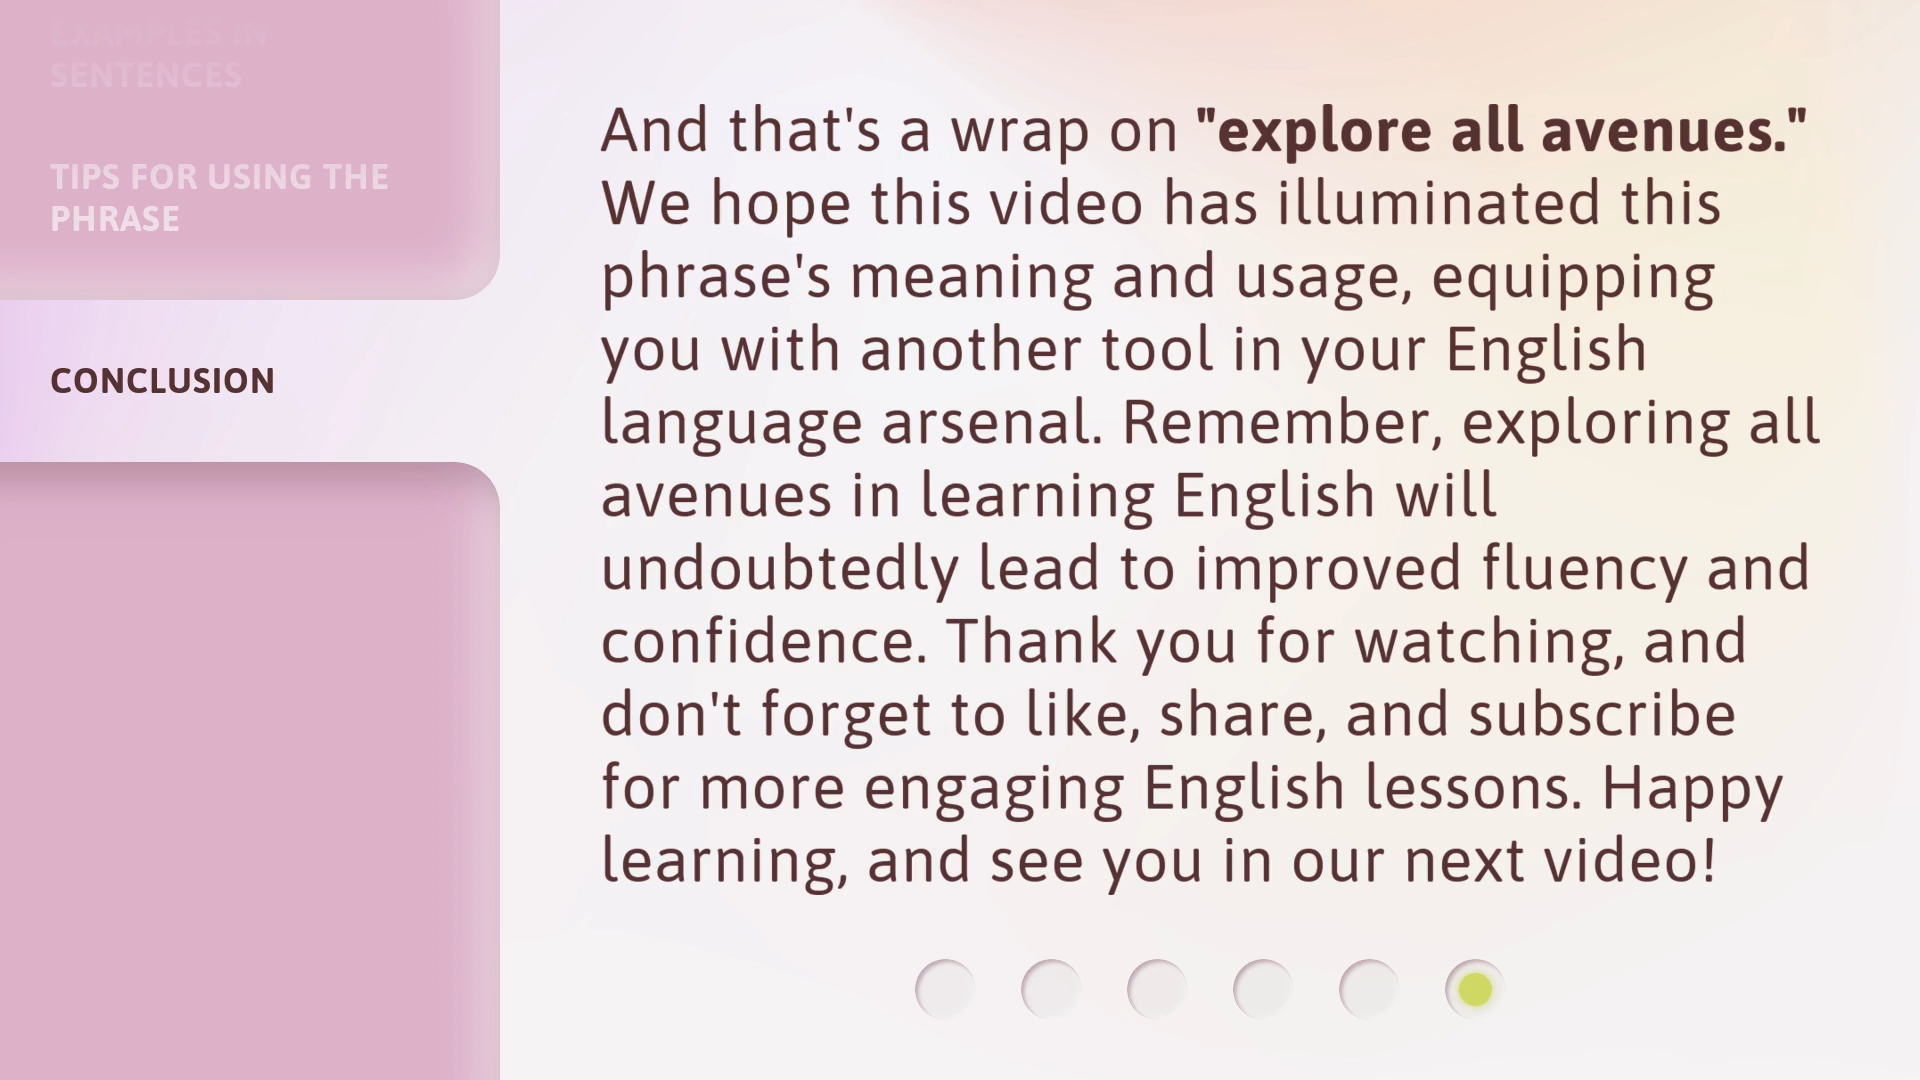 EXAMPLES IN
SENTENCES
TIPS FOR USING THE
PHRASE
CONCLUSION
And that's a wrap on "explore all avenues."
We hope this video has illuminated this
phrase's meaning and usage, equipping
you with another tool in your English
language arsenal. Remember, exploring all
avenues in learning English will
undoubtedly lead to improved fluency and
confidence. Thank you for watching, and
don't forget to like, share, and subscribe
for more engaging English lessons. Happy
learning, and see you in our next video!